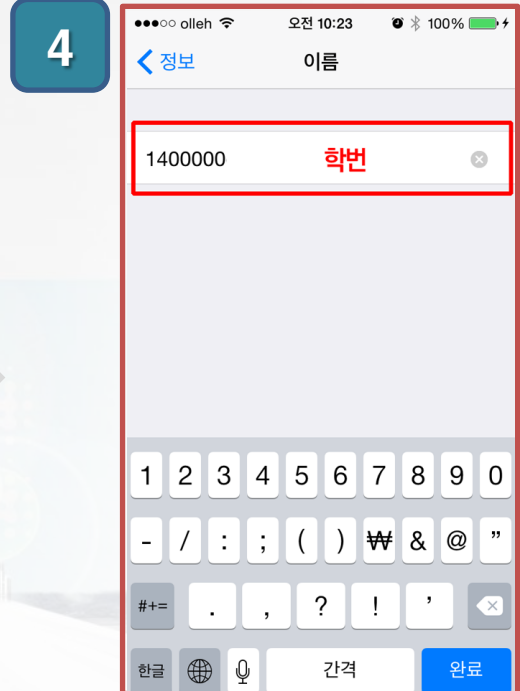 4
olleh 오전 10:23 100%
정보 이름
1400000 학번
1 2 3 4 5 6 7 8 9 0
- / : ; ( ) ₩ & @ ”
#+= . , ? ! ’
한글 간격 완료